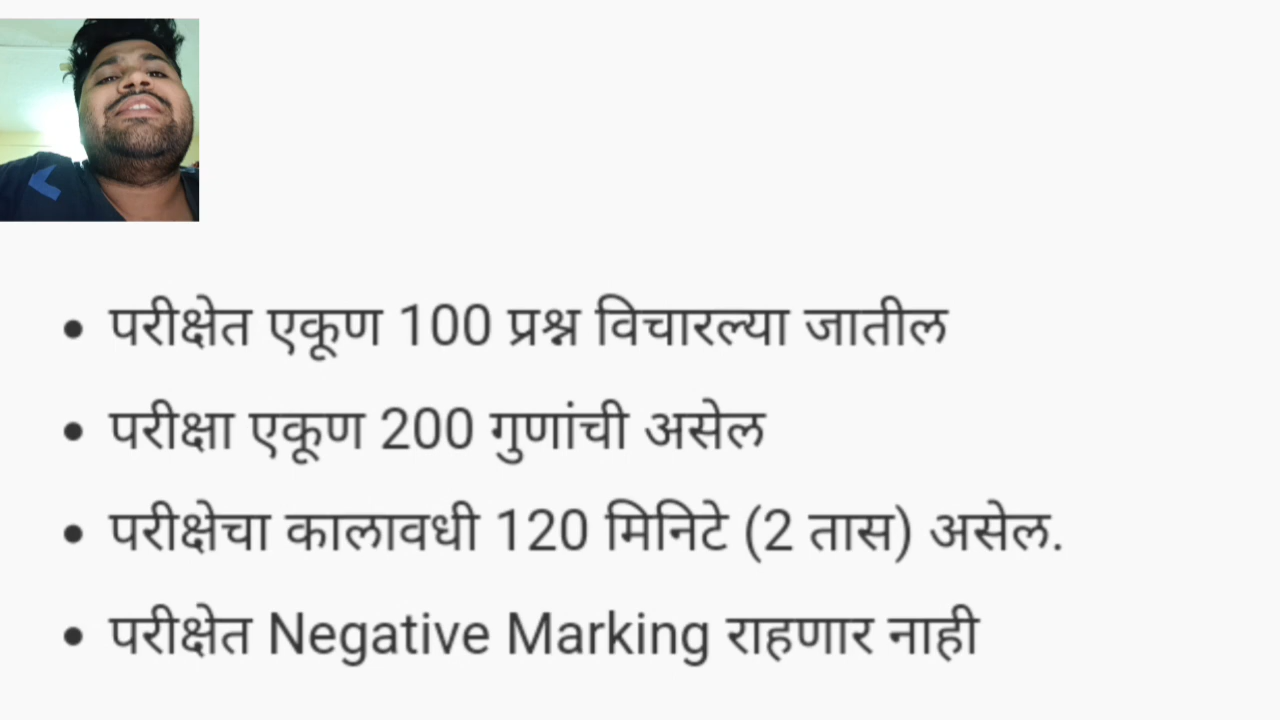 • परीक्षेत एकूण 100 प्रश्न विचारल्या जातील
• परीक्षा एकूण 200 गुणांची असेल
• परीक्षेचा कालावधी 120 मिनिटे (2 तास) असेल.
• परीक्षेत Negative Marking राहणार नाही